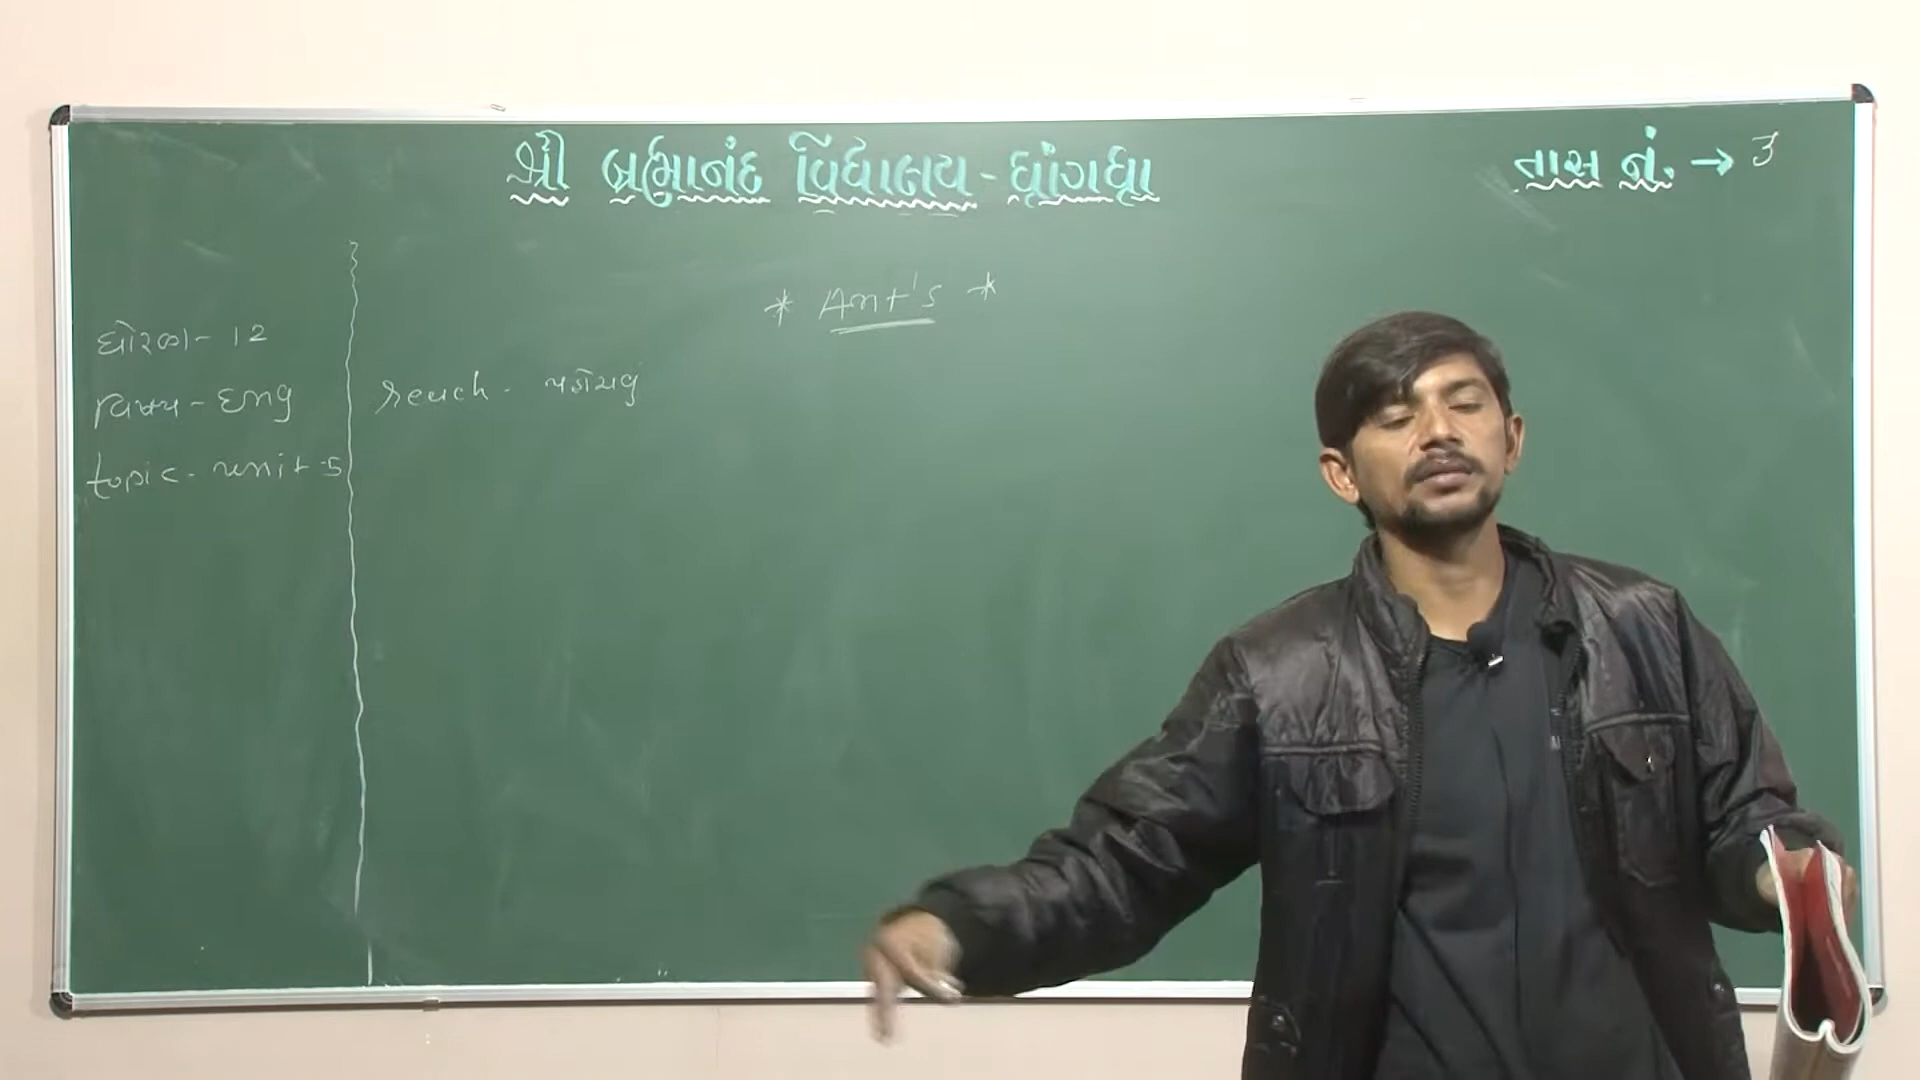 શ્રી બ્રહ્માનંદ વિદ્યાલય - ધ્રાંગધ્રા
તાસ નં. → 3
* Ant's *
ધોરણ - 12
વિષય - Eng
topic - unit - 5
reach - પહોંચવું